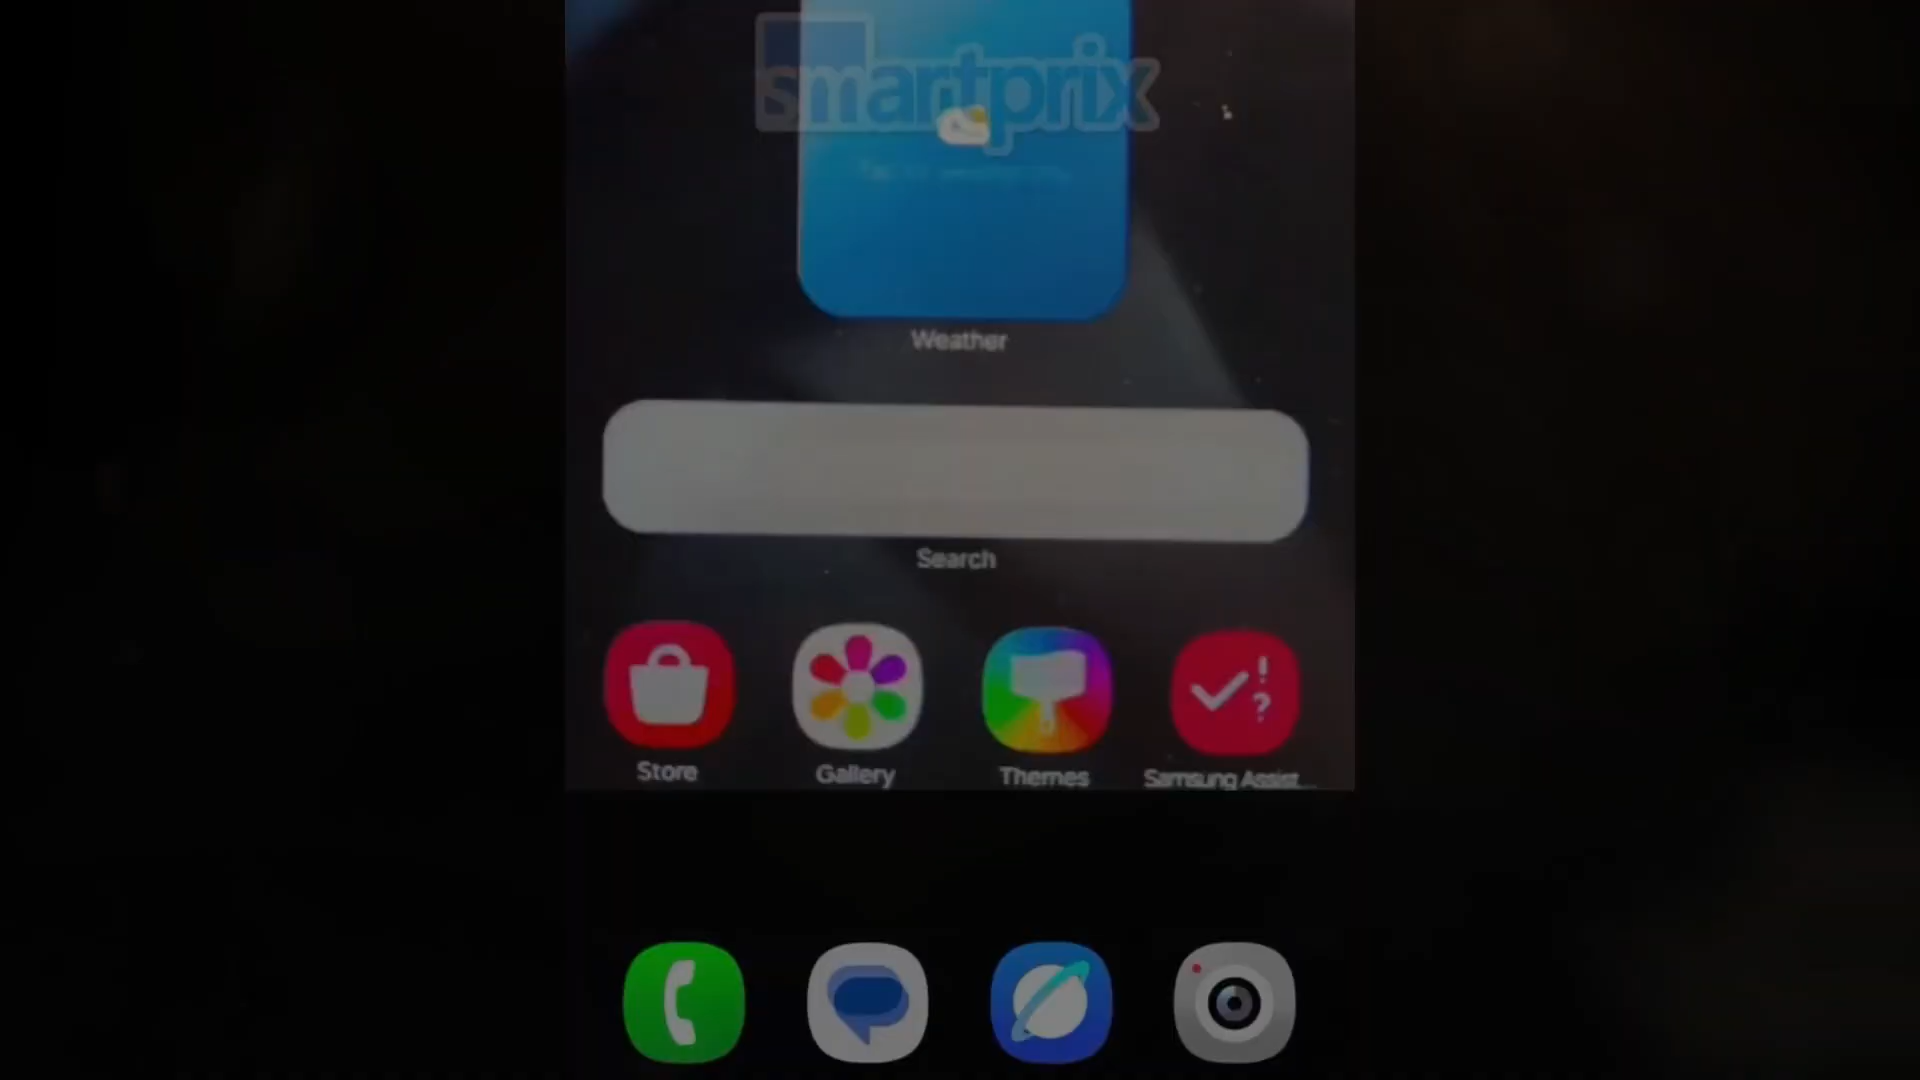 smartprix
Weather
Search
Store
Gallery
Themes
Samsung Assist...